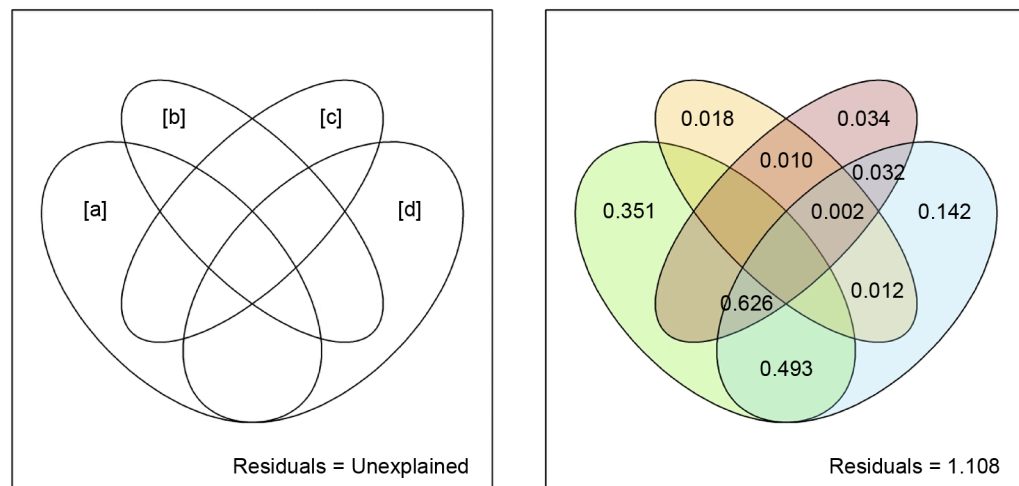 [b]
[c]
[a]
[d]
Residuals = Unexplained
0.018
0.034
0.010
0.032
0.351
0.002
0.142
0.012
0.626
0.493
Residuals = 1.108